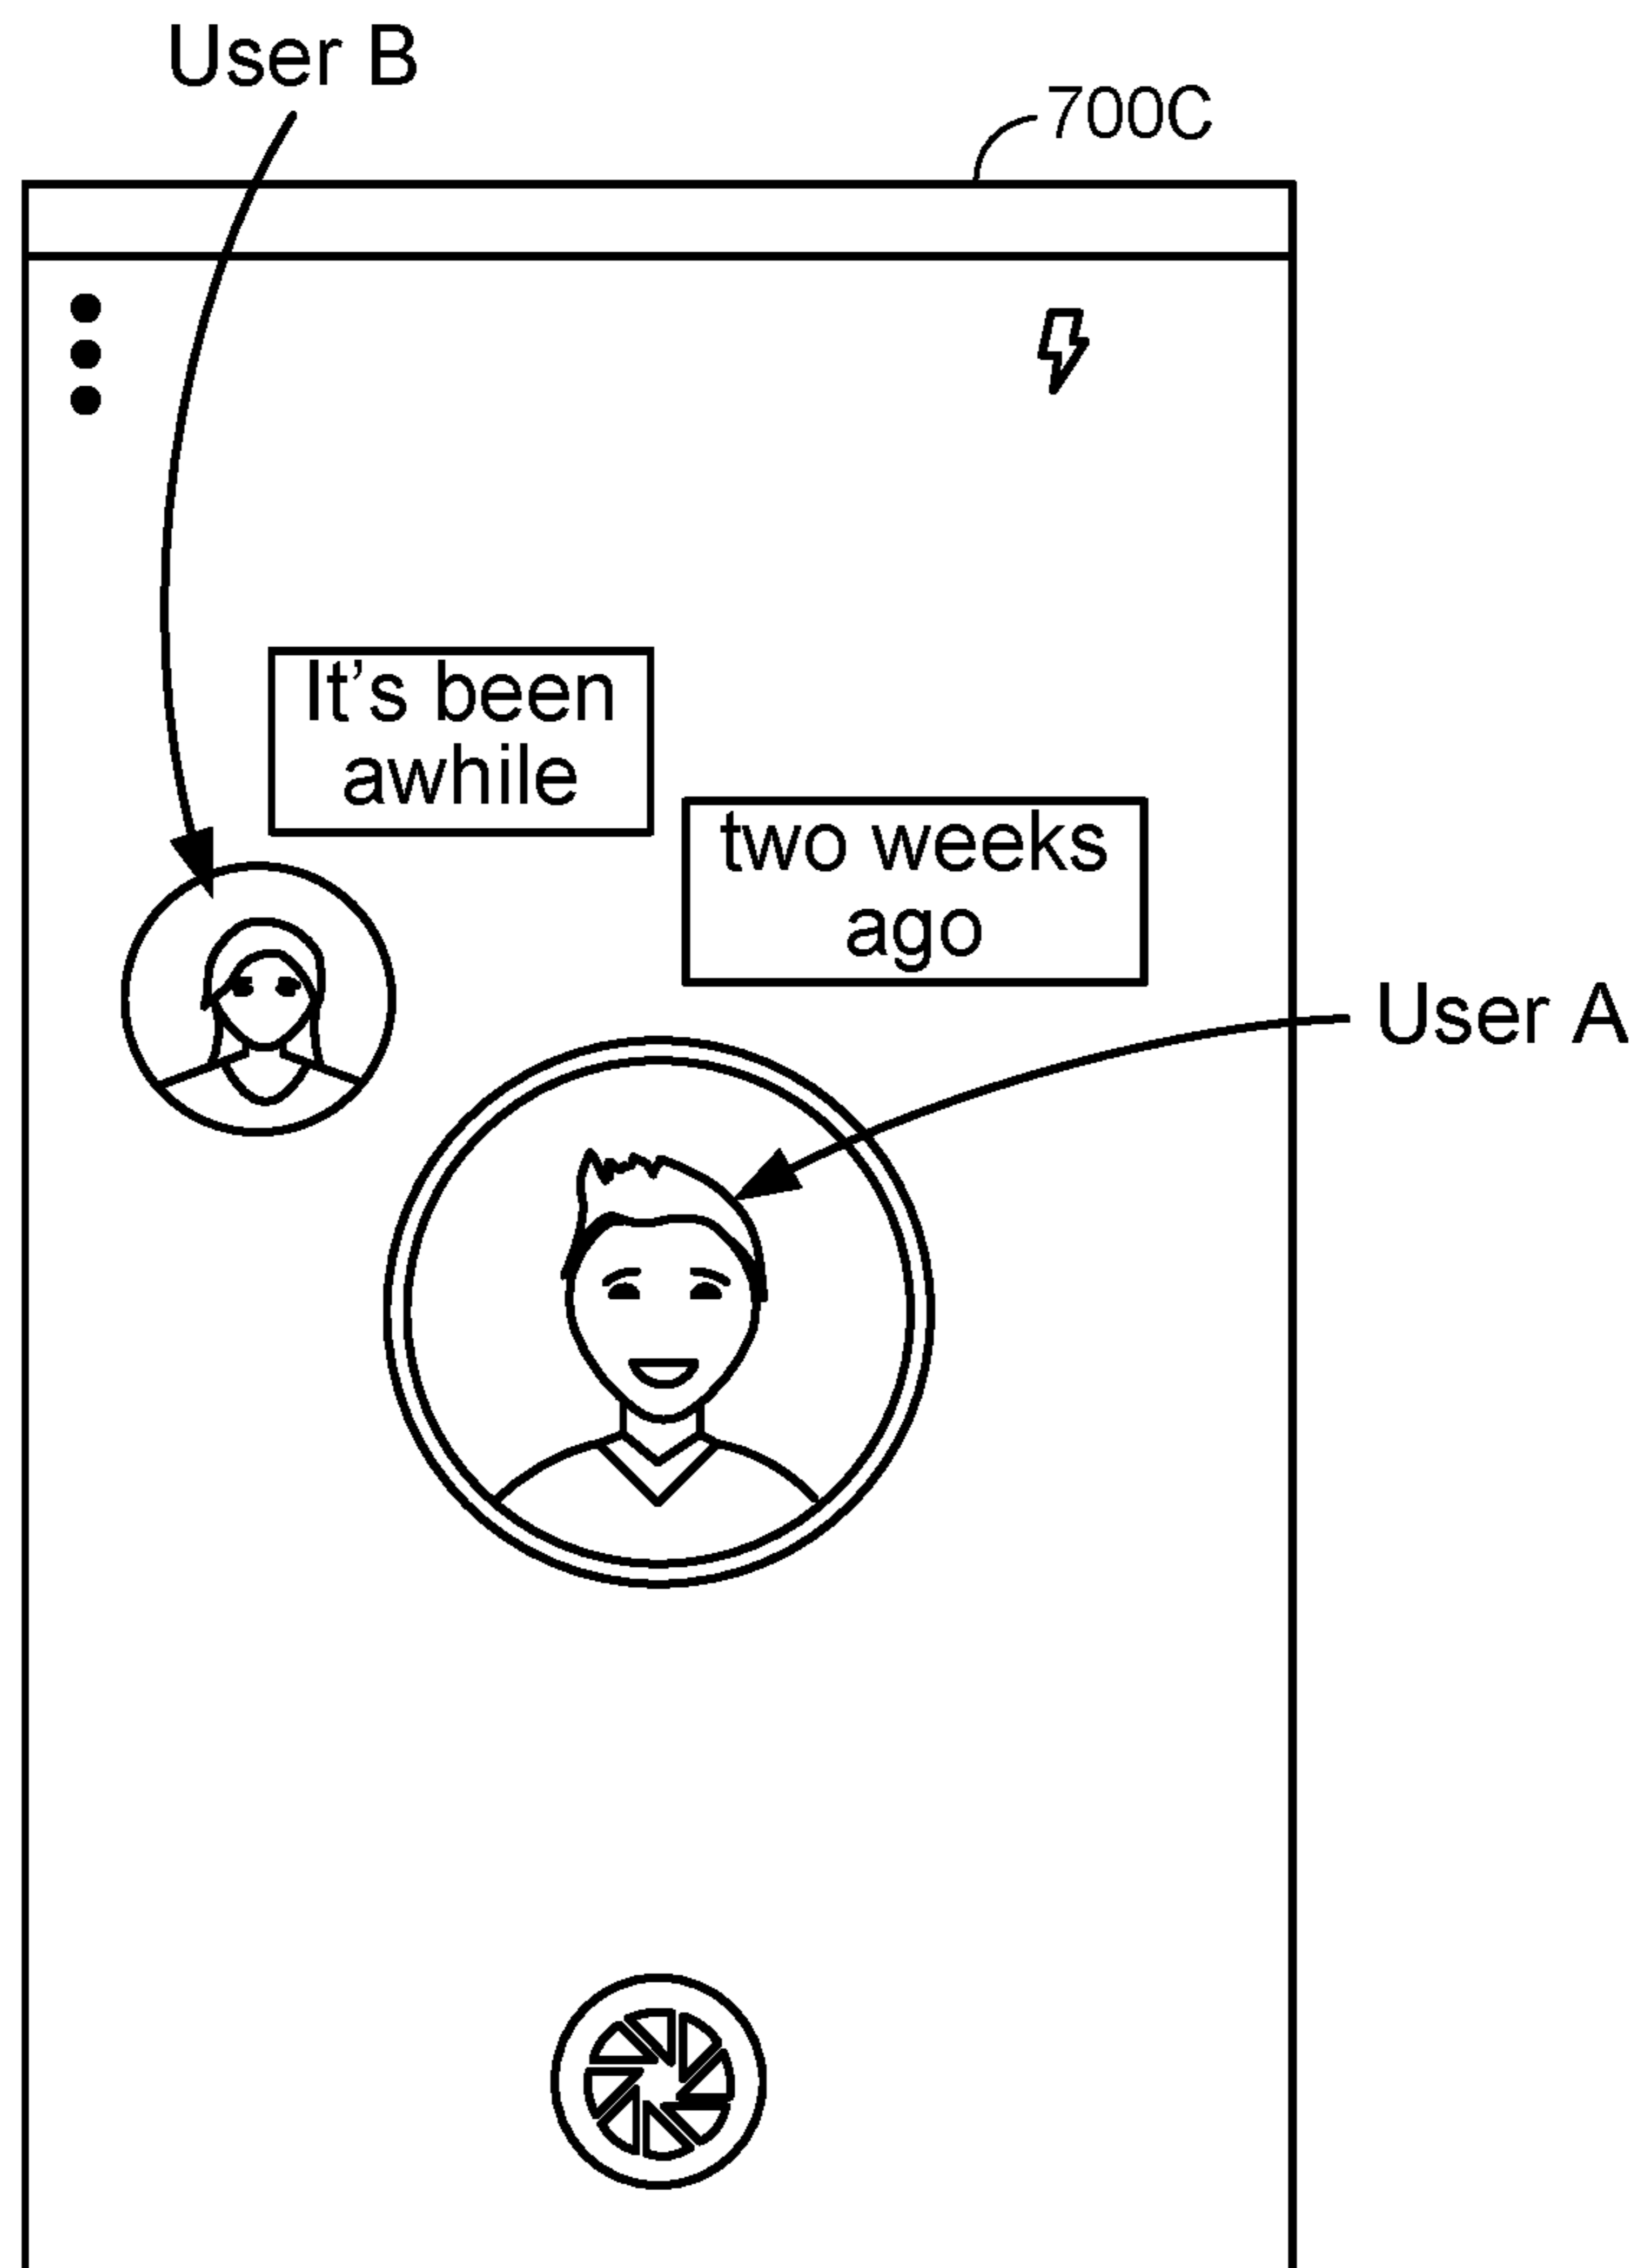 User B
700C
It's been
awhile
two weeks
ago
User A